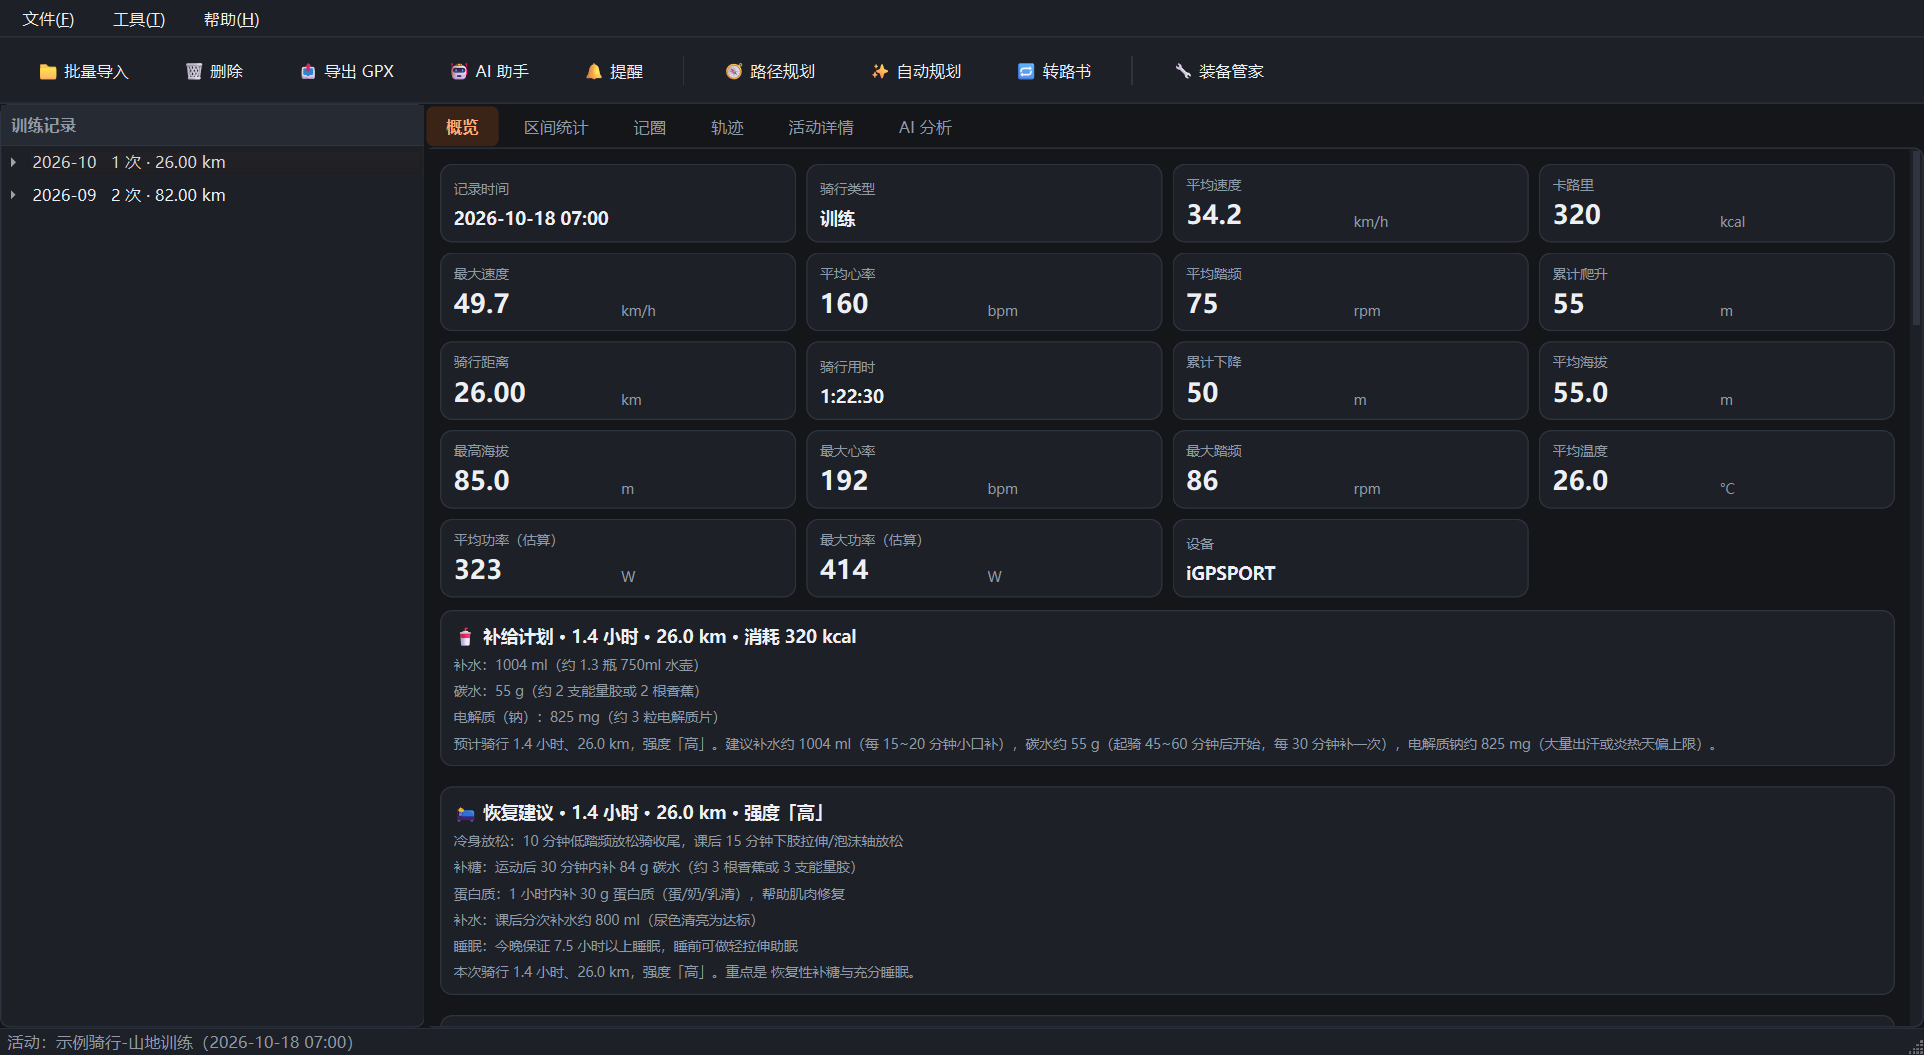 文件(F) 工具(T) 帮助(H)
批量导入 删除 导出 GPX AI 助手 提醒 路径规划 自动规划 转路书 装备管家
训练记录
2026-10 1 次 · 26.00 km
2026-09 2 次 · 82.00 km
概览 区间统计 记圈 轨迹 活动详情 AI 分析
记录时间
2026-10-18 07:00
骑行类型
训练
平均速度
34.2 km/h
卡路里
320 kcal
最大速度
49.7 km/h
平均心率
160 bpm
平均踏频
75 rpm
累计爬升
55 m
骑行距离
26.00 km
骑行用时
1:22:30
累计下降
50 m
平均海拔
55.0 m
最高海拔
85.0 m
最大心率
192 bpm
最大踏频
86 rpm
平均温度
26.0 °C
平均功率（估算）
323 W
最大功率（估算）
414 W
设备
iGPSPORT
补给计划 • 1.4 小时 • 26.0 km • 消耗 320 kcal
补水：1004 ml（约 1.3 瓶 750ml 水壶）
碳水：55 g（约 2 支能量胶或 2 根香蕉）
电解质（钠）：825 mg（约 3 粒电解质片）
预计骑行 1.4 小时、26.0 km，强度「高」。建议补水约 1004 ml（每 15~20 分钟小口补），碳水约 55 g（起骑 45~60 分钟后开始，每 30 分钟补一次），电解质钠约 825 mg（大量出汗或炎热天偏上限）。
恢复建议 • 1.4 小时 • 26.0 km • 强度「高」
冷身放松：10 分钟低踏频放松骑收尾，课后 15 分钟下肢拉伸/泡沫轴放松
补糖：运动后 30 分钟内补 84 g 碳水（约 3 根香蕉或 3 支能量胶）
蛋白质：1 小时内补 30 g 蛋白质（蛋/奶/乳清），帮助肌肉修复
补水：课后分次补水约 800 ml（尿色清亮为达标）
睡眠：今晚保证 7.5 小时以上睡眠，睡前可做轻拉伸助眠
本次骑行 1.4 小时、26.0 km，强度「高」。重点是 恢复性补糖与充分睡眠。
活动：示例骑行-山地训练（2026-10-18 07:00）